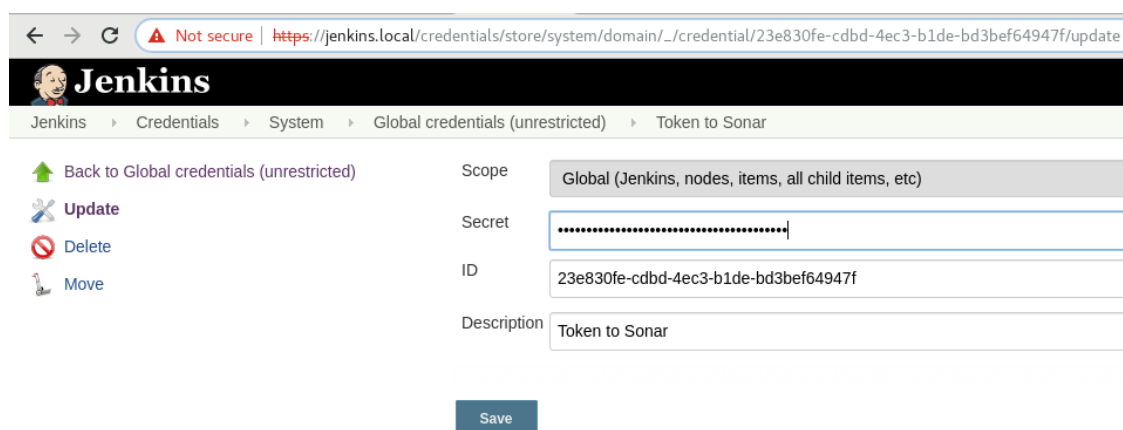 Not secure | https://jenkins.local/credentials/store/system/domain/_/credential/23e830fe-cdbd-4ec3-b1de-bd3bef64947f/update
Jenkins
Jenkins Credentials System Global credentials (unrestricted) Token to Sonar
Back to Global credentials (unrestricted)
Update
Delete
Move
Scope
Global (Jenkins, nodes, items, all child items, etc)
Secret
••••••••••••••••••••••••••••••••••••••••
ID
23e830fe-cdbd-4ec3-b1de-bd3bef64947f
Description
Token to Sonar
Save